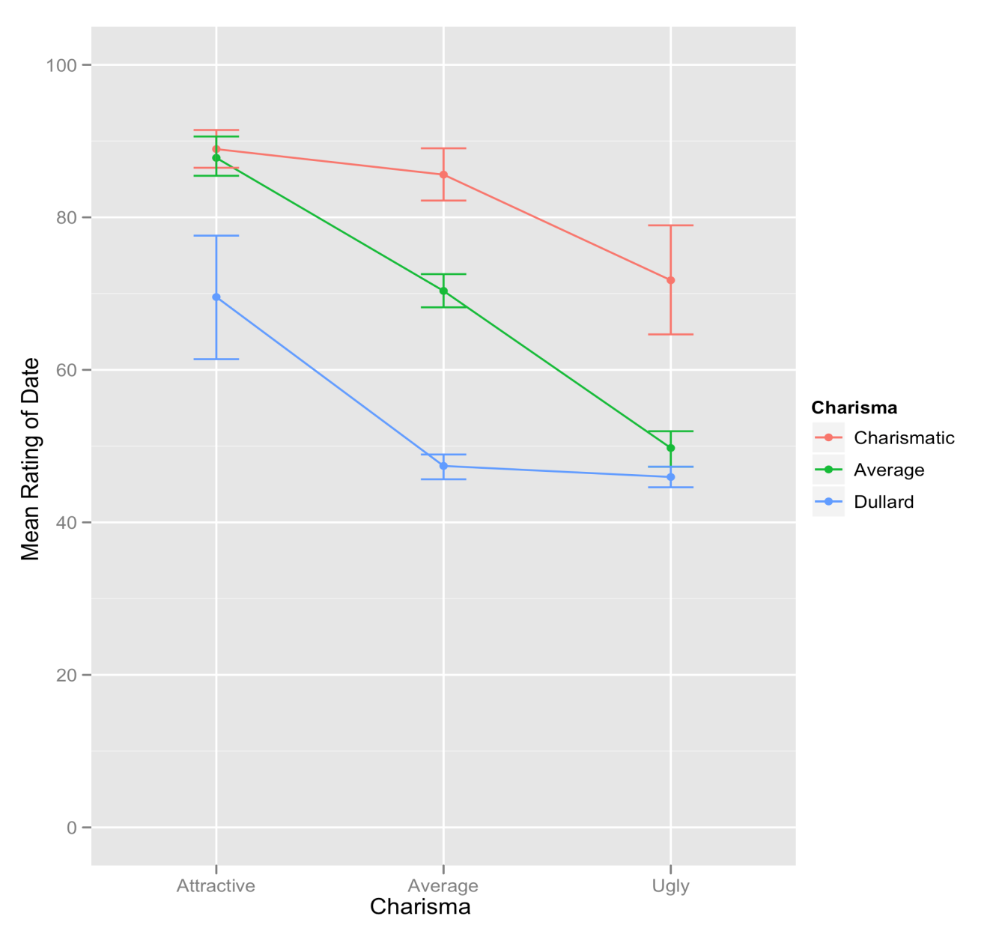 Mean Rating of Date
100
80
60
40
20
0
Attractive
Average
Ugly
Charisma
Charisma
Charismatic
Average
Dullard